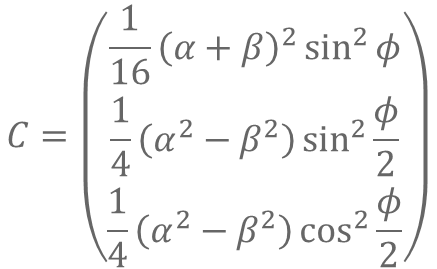 C = ( 1/16 (α + β)² sin² ϕ
1/4 (α² − β²) sin² ϕ/2
1/4 (α² − β²) cos² ϕ/2 )